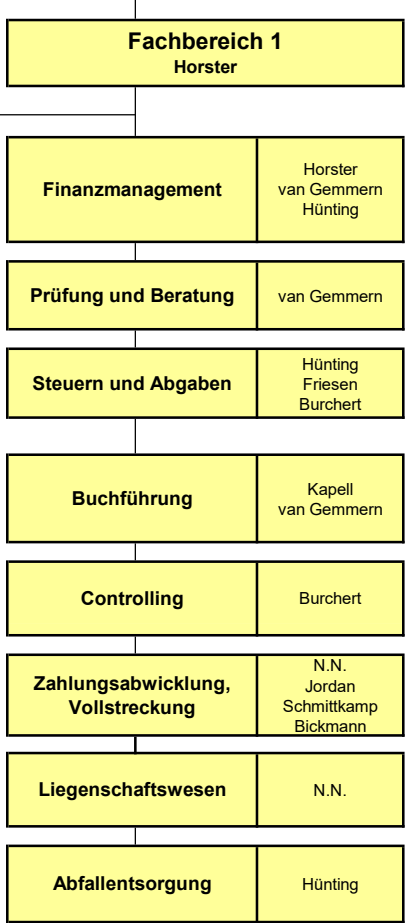 Fachbereich 1
Horster
Finanzmanagement
Horster
van Gemmern
Hünting
Prüfung und Beratung
van Gemmern
Steuern und Abgaben
Hünting
Friesen
Burchert
Buchführung
Kapell
van Gemmern
Controlling
Burchert
Zahlungsabwicklung,
Vollstreckung
N.N.
Jordan
Schmittkamp
Bickmann
Liegenschaftswesen
N.N.
Abfallentsorgung
Hünting